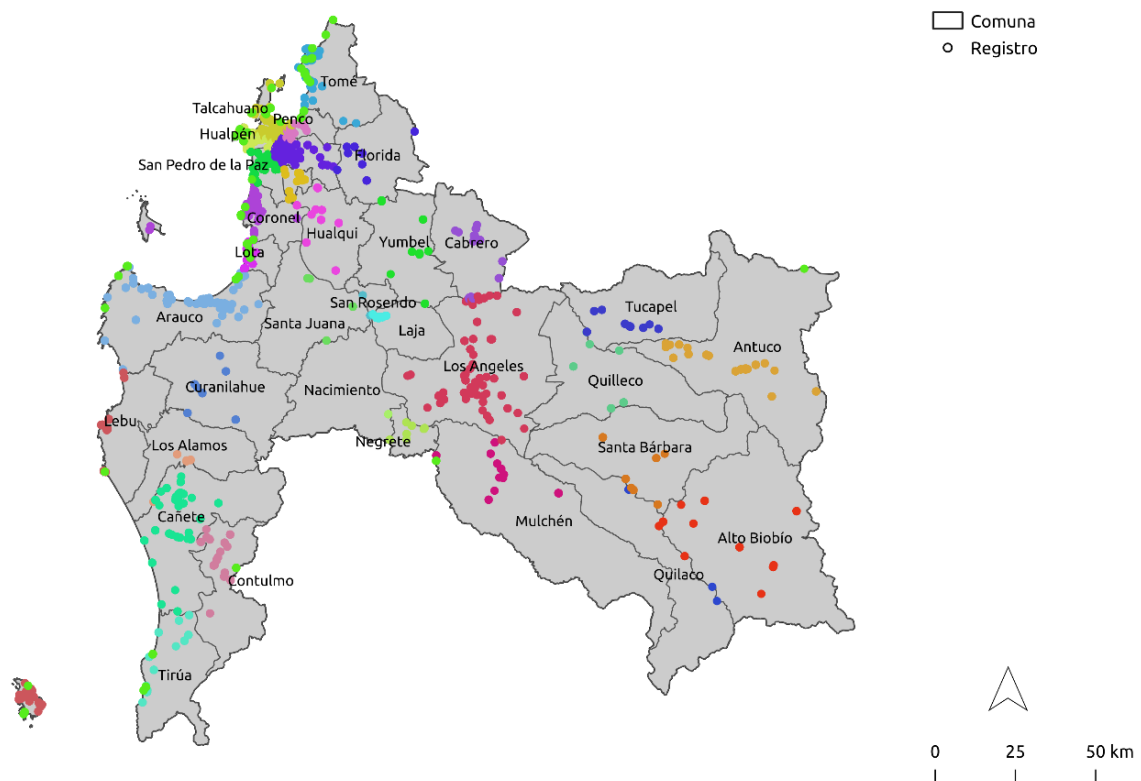 Comuna
Registro
Tomé
Talcahuano
Penco
Hualpén
Florida
San Pedro de la Paz
Coronel
Hualqui
Yumbel
Cabrero
Lota
San Rosendo
Tucapel
Arauco
Santa Juana
Laja
Antuco
Los Angeles
Quilleco
Curanilahue
Nacimiento
Lebu
Los Alamos
Negrete
Santa Bárbara
Cañete
Mulchén
Alto Biobío
Contulmo
Quilaco
Tirúa
0 25 50 km